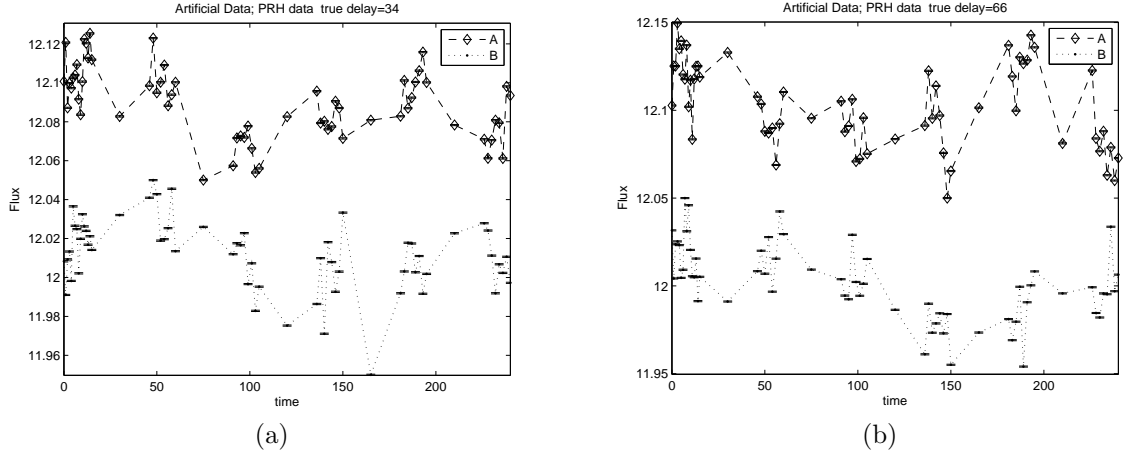 Artificial Data; PRH data true delay=34
A
B
12.12
12.1
12.08
12.06
12.04
12.02
12
11.98
11.96
Flux
0
50
100
150
200
time
(a)
Artificial Data; PRH data true delay=66
A
B
12.15
12.1
12.05
12
11.95
Flux
0
50
100
150
200
time
(b)